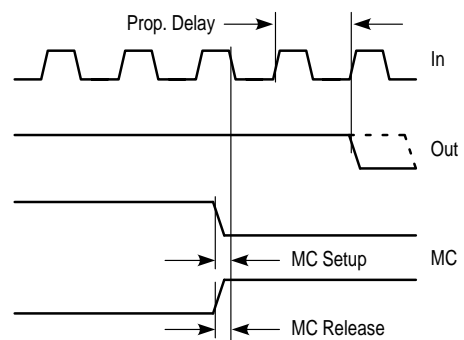 Prop. Delay
In
Out
MC Setup
MC
MC Release